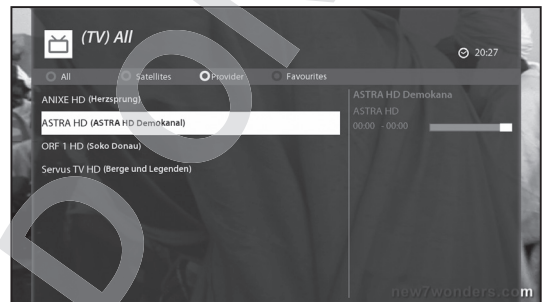 (TV) All
20:27
All
Satellites
Provider
Favourites
ANIXE HD (Herzsprung)
ASTRA HD (ASTRA HD Demokanal)
ORF 1 HD (Soko Donau)
Servus TV HD (Berge und Legenden)
ASTRA HD Demokana
ASTRA HD
00:00 - 00:00
new7wonders.com